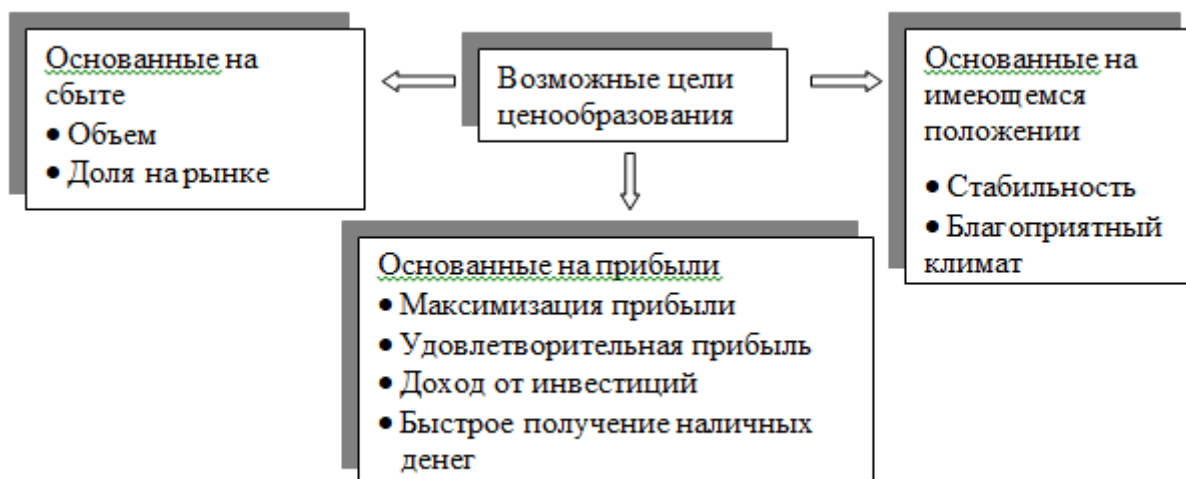 Основанные на
сбыте
• Объем
• Доля на рынке
Возможные цели
ценообразования
Основанные на
имеющемся
положении
• Стабильность
• Благоприятный
климат
Основанные на прибыли
• Максимизация прибыли
• Удовлетворительная прибыль
• Доход от инвестиций
• Быстрое получение наличных
денег